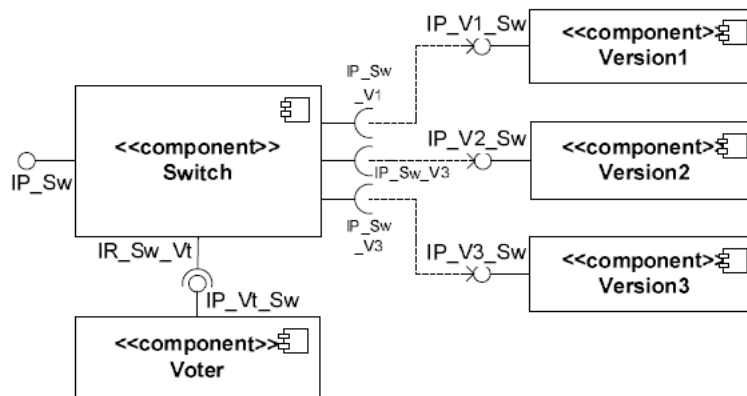 IP_V1_Sw
<<component>>
Version1
IP_Sw
_V1
<<component>>
Switch
IP_Sw
IP_V2_Sw
IP_Sw_V3
<<component>>
Version2
IP_Sw
_V3
IP_V3_Sw
<<component>>
Version3
IR_Sw_Vt
IP_Vt_Sw
<<component>>
Voter